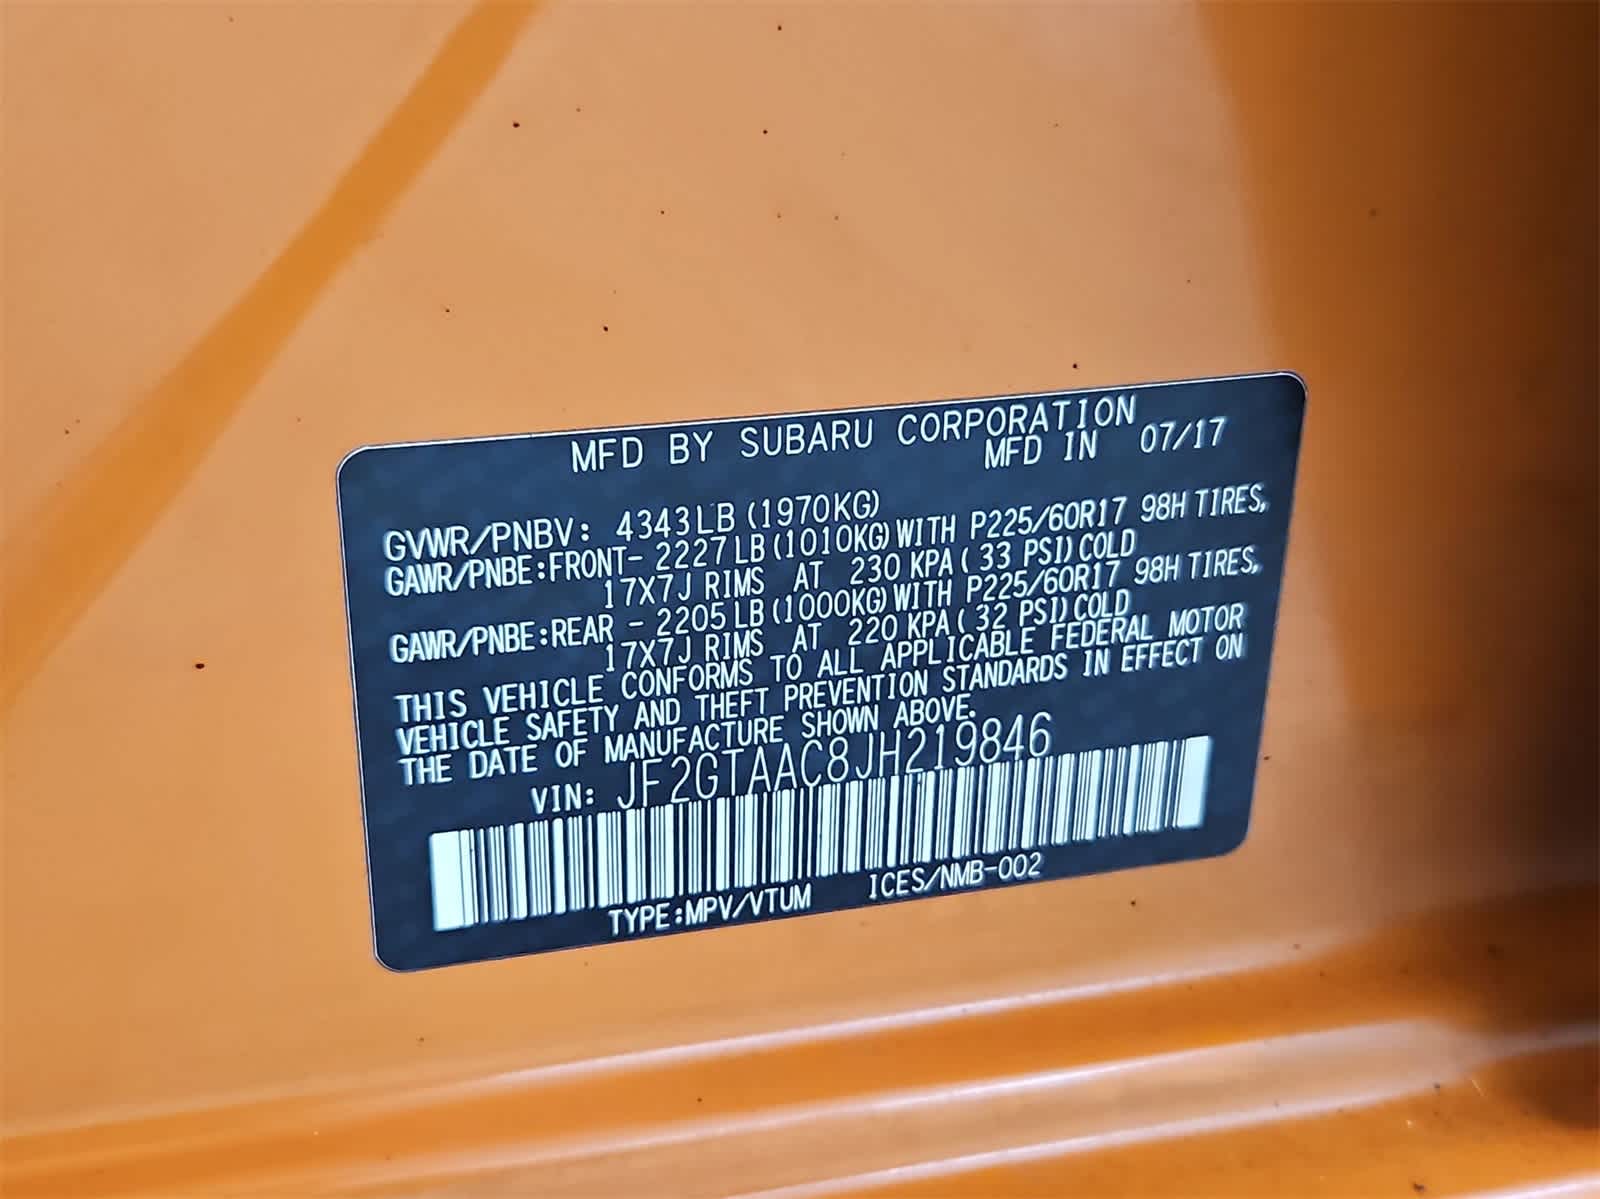 MFD BY SUBARU CORPORATION
MFD IN 07/17
GVWR/PNBV: 4343LB(1970KG)
GAWR/PNBE:FRONT- 2227LB(1010KG)WITH P225/60R17 98H TIRES,
17X7J RIMS AT 230 KPA( 33 PSI)COLD
GAWR/PNBE:REAR - 2205LB(1000KG)WITH P225/60R17 98H TIRES,
17X7J RIMS AT 220 KPA( 32 PSI)COLD
THIS VEHICLE CONFORMS TO ALL APPLICABLE FEDERAL MOTOR
VEHICLE SAFETY AND THEFT PREVENTION STANDARDS IN EFFECT ON
THE DATE OF MANUFACTURE SHOWN ABOVE.
VIN: JF2GTAAC8JH219846
TYPE:MPV/VTUM ICES/NMB-002